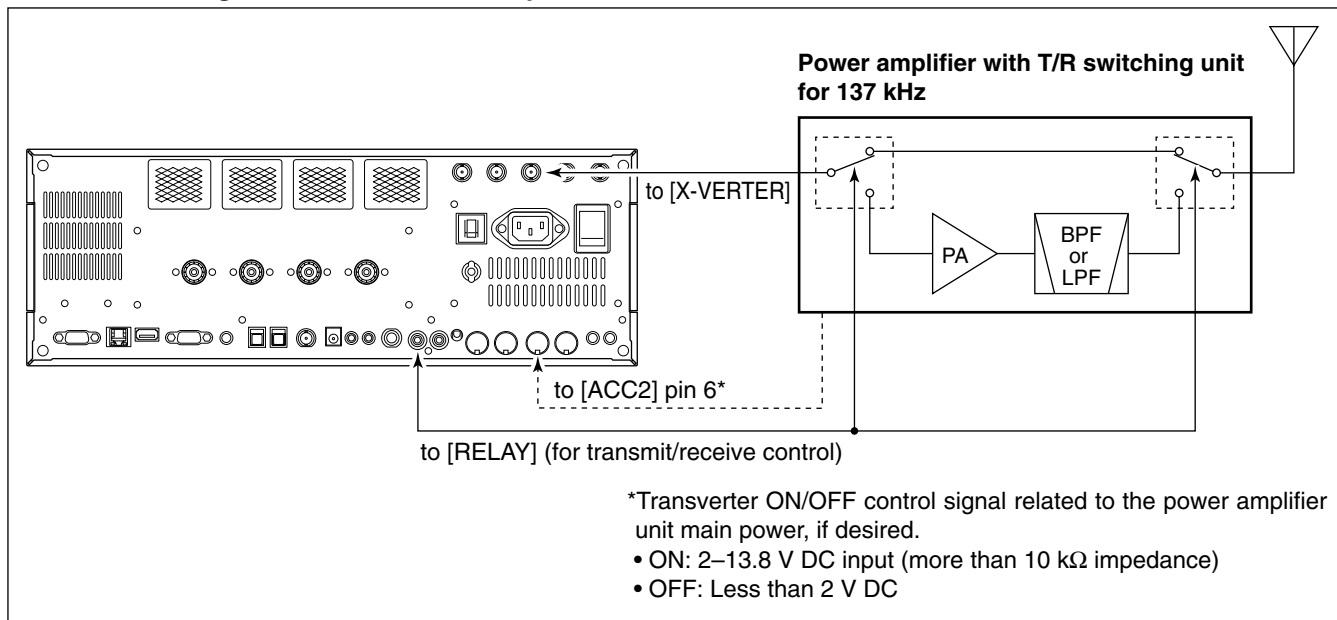 Power amplifier with T/R switching unit
for 137 kHz
to [X-VERTER]
PA
BPF
or
LPF
to [ACC2] pin 6*
to [RELAY] (for transmit/receive control)
*Transverter ON/OFF control signal related to the power amplifier
unit main power, if desired.
• ON: 2–13.8 V DC input (more than 10 kΩ impedance)
• OFF: Less than 2 V DC